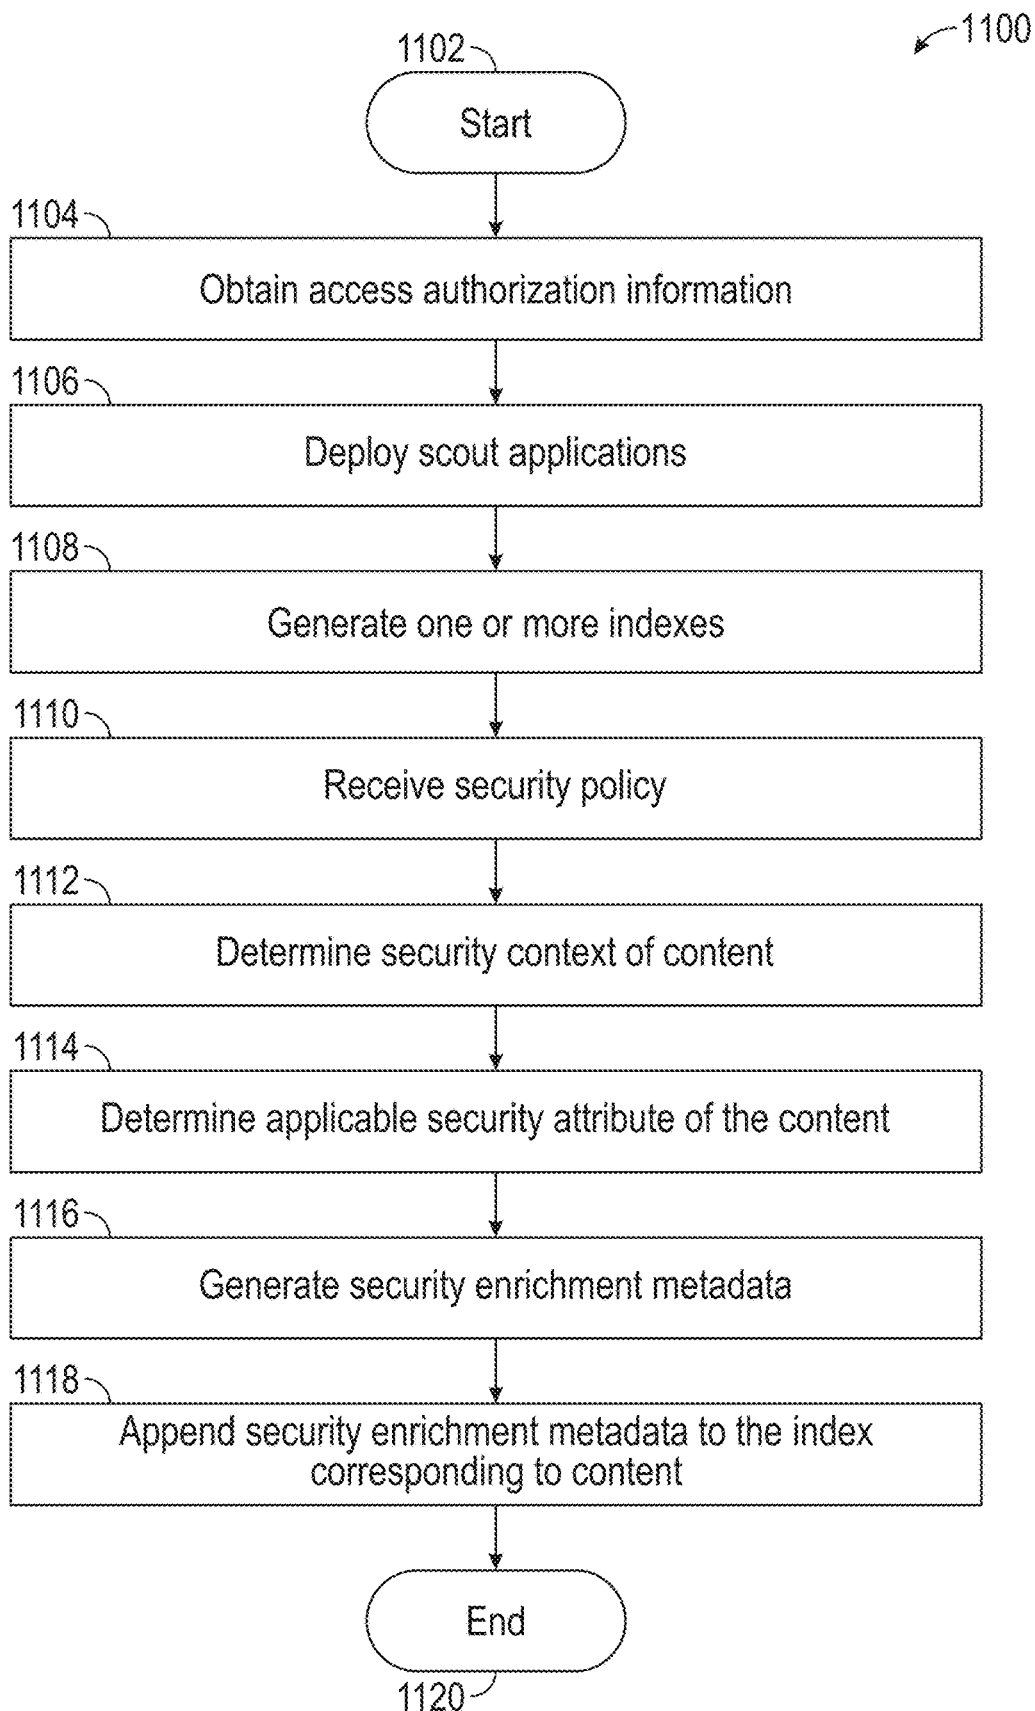 1100
1102
Start
1104
Obtain access authorization information
1106
Deploy scout applications
1108
Generate one or more indexes
1110
Receive security policy
1112
Determine security context of content
1114
Determine applicable security attribute of the content
1116
Generate security enrichment metadata
1118
Append security enrichment metadata to the index
corresponding to content
End
1120